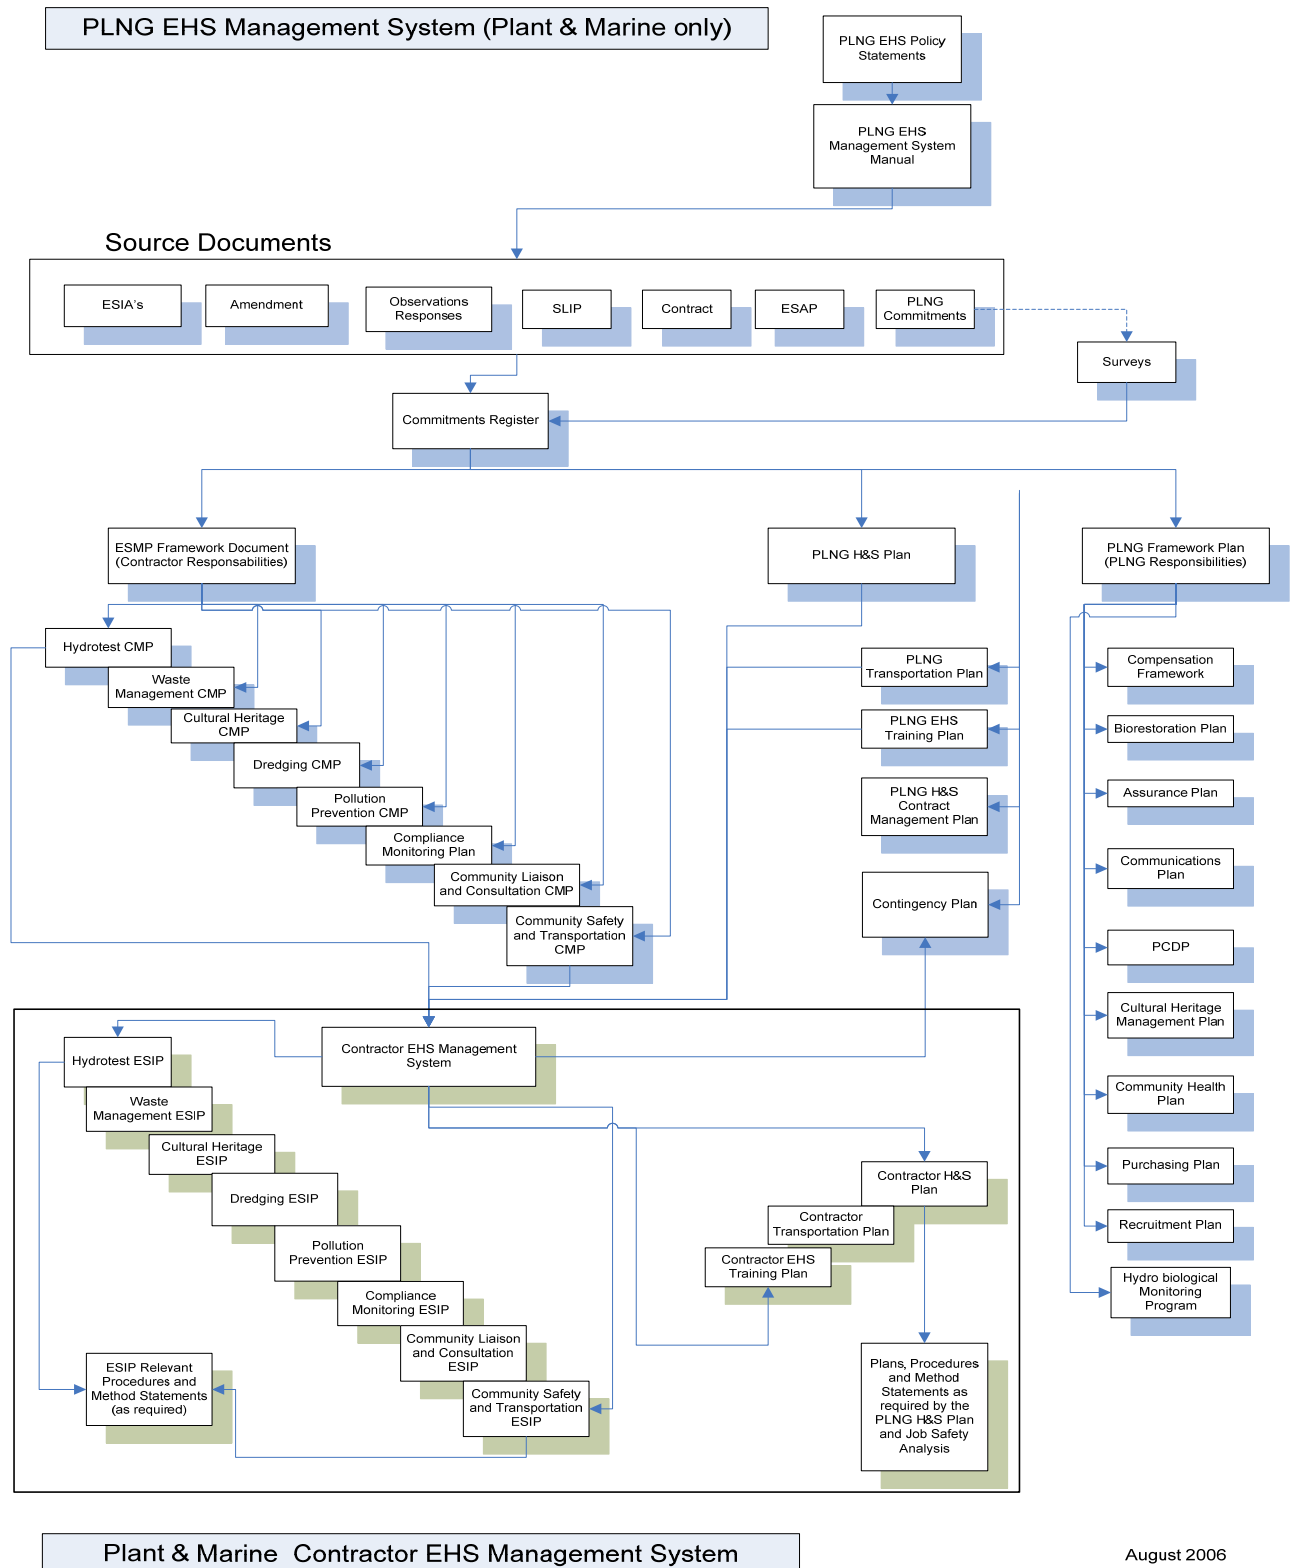 PLNG EHS Management System (Plant & Marine only)
PLNG EHS Policy
Statements
PLNG EHS
Management System
Manual
Source Documents
ESIA's
Amendment
Observations
Responses
SLIP
Contract
ESAP
PLNG
Commitments
Surveys
Commitments Register
ESMP Framework Document
(Contractor Responsabilities)
PLNG H&S Plan
PLNG Framework Plan
(PLNG Responsibilities)
Hydrotest CMP
Waste
Management CMP
Cultural Heritage
CMP
Dredging CMP
Pollution
Prevention CMP
Compliance
Monitoring Plan
Community Liaison
and Consultation CMP
Community Safety
and Transportation
CMP
PLNG
Transportation Plan
PLNG EHS
Training Plan
PLNG H&S
Contract
Management Plan
Contingency Plan
Compensation
Framework
Biorestoration Plan
Assurance Plan
Communications
Plan
PCDP
Cultural Heritage
Management Plan
Community Health
Plan
Purchasing Plan
Recruitment Plan
Hydro biological
Monitoring
Program
Contractor EHS Management
System
Hydrotest ESIP
Waste
Management ESIP
Cultural Heritage
ESIP
Dredging ESIP
Pollution
Prevention ESIP
Compliance
Monitoring ESIP
Community Liaison
and Consultation
ESIP
Community Safety
and Transportation
ESIP
ESIP Relevant
Procedures and
Method Statements
(as required)
Contractor H&S
Plan
Contractor
Transportation Plan
Contractor EHS
Training Plan
Plans, Procedures
and Method
Statements as
required by the
PLNG H&S Plan
and Job Safety
Analysis
Plant & Marine  Contractor EHS Management System
August 2006